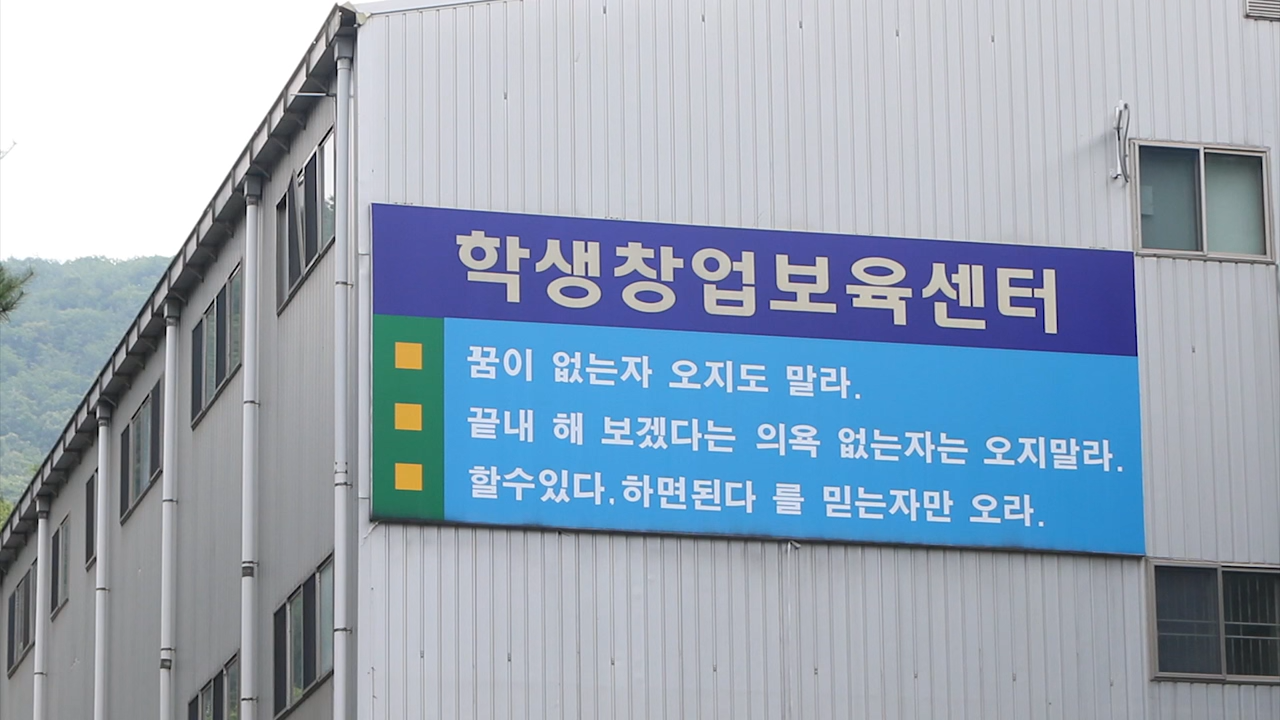 학생창업보육센터
꿈이 없는자 오지도 말라.
끝내 해 보겠다는 의욕 없는자는 오지말라.
할수있다.하면된다 를 믿는자만 오라.